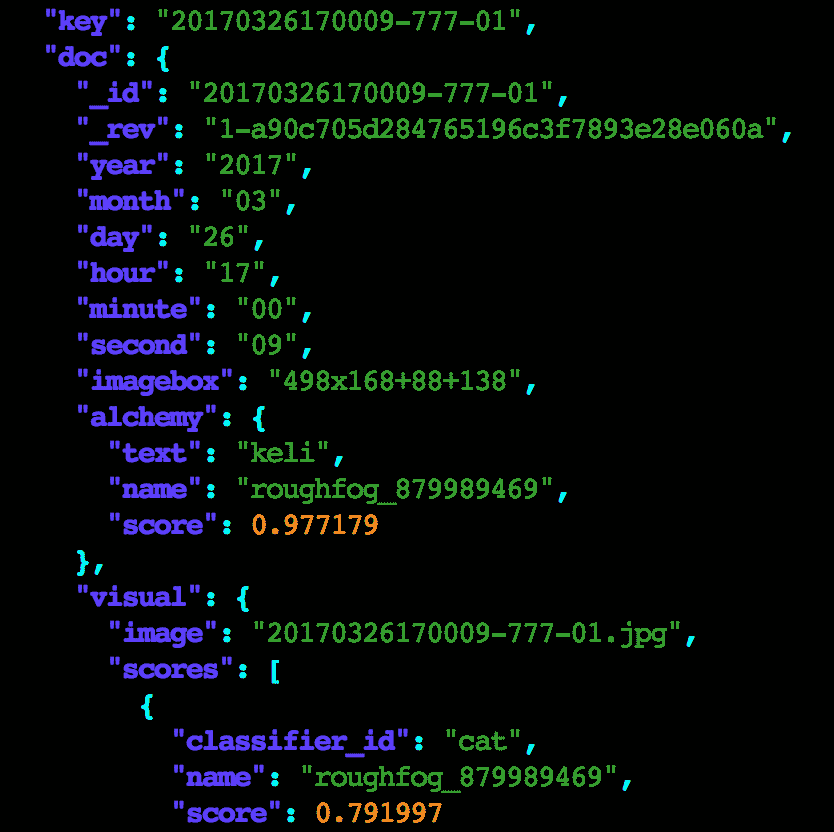 "key": "20170326170009-777-01",
"doc": {
"_id": "20170326170009-777-01",
"_rev": "1-a90c705d284765196c3f7893e28e060a",
"year": "2017",
"month": "03",
"day": "26",
"hour": "17",
"minute": "00",
"second": "09",
"imagebox": "498x168+88+138",
"alchemy": {
"text": "keli",
"name": "roughfog_879989469",
"score": 0.977179
},
"visual": {
"image": "20170326170009-777-01.jpg",
"scores": [
{
"classifier_id": "cat",
"name": "roughfog_879989469",
"score": 0.791997